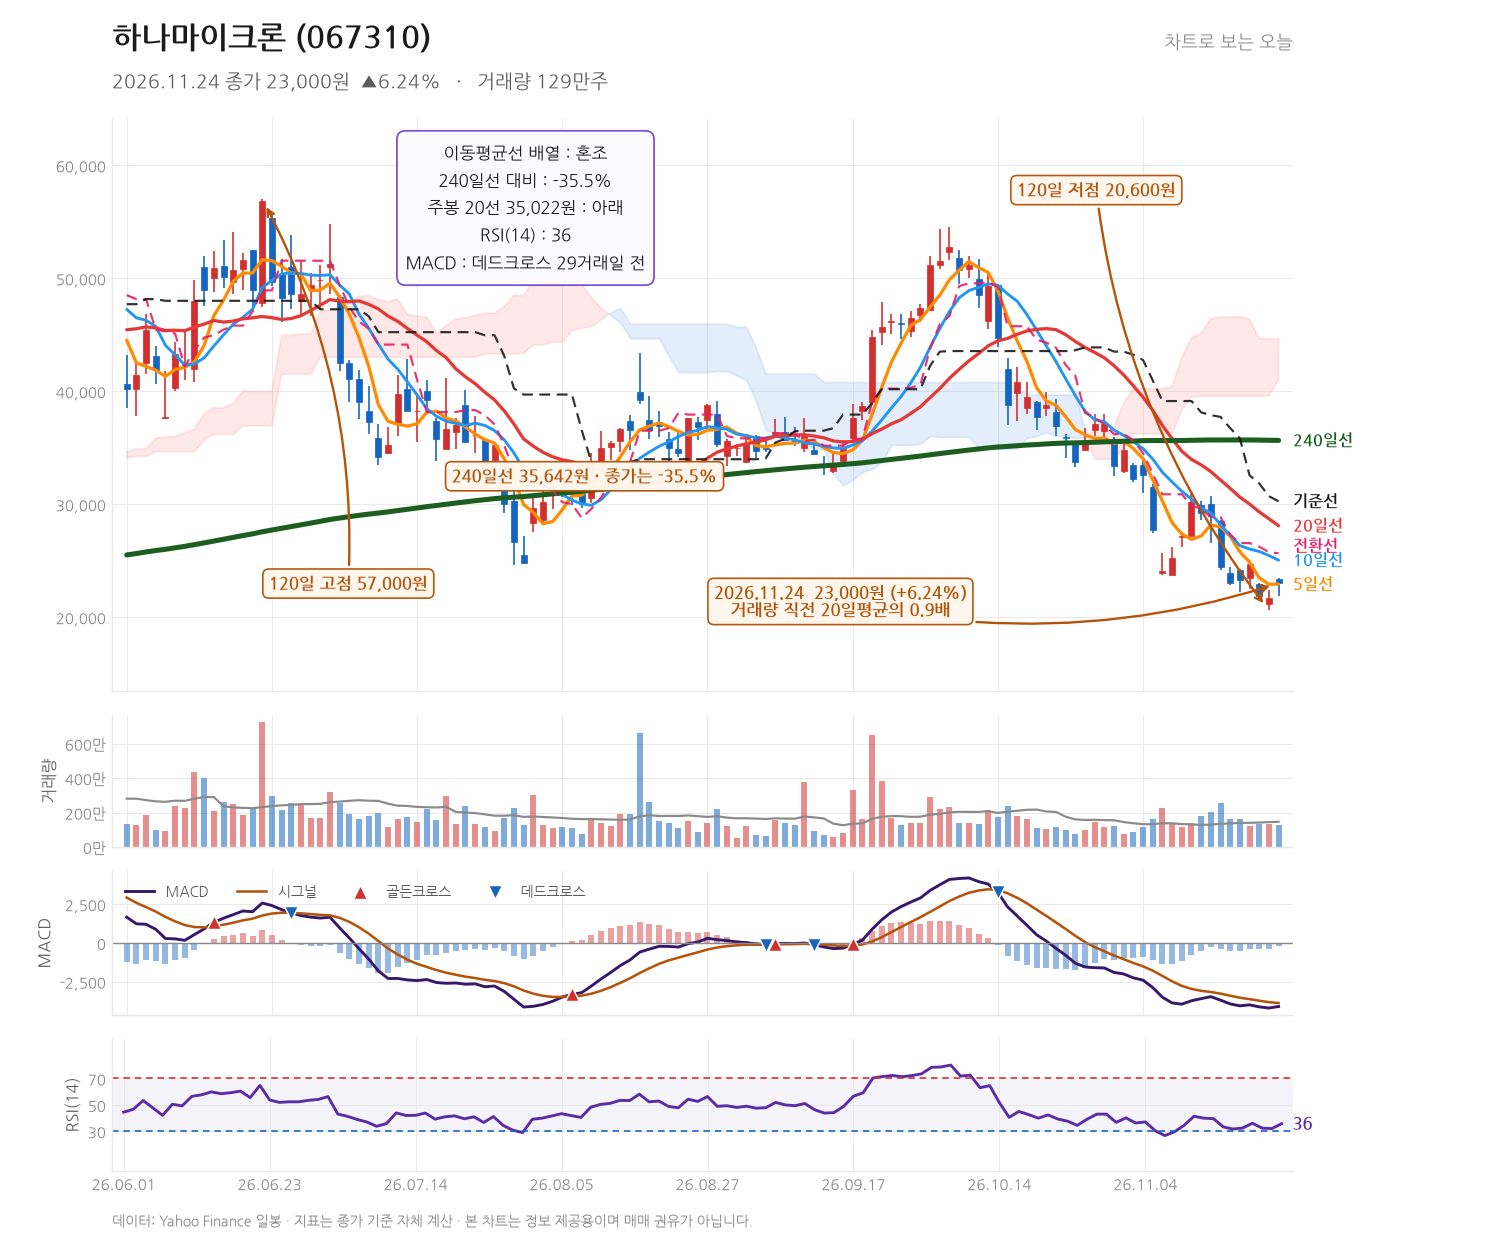 하나마이크론 (067310)
차트로 보는 오늘
2026.11.24 종가 23,000원 ▲6.24% · 거래량 129만주
이동평균선 배열 : 혼조
240일선 대비 : -35.5%
주봉 20선 35,022원 : 아래
RSI(14) : 36
MACD : 데드크로스 29거래일 전
120일 저점 20,600원
60,000
50,000
40,000
30,000
20,000
240일선 35,642원 · 종가는 -35.5%
120일 고점 57,000원
2026.11.24 23,000원 (+6.24%)
거래량 직전 20일평균의 0.9배
240일선
기준선
20일선
전환선
10일선
5일선
거래량
600만
400만
200만
0만
MACD
MACD 시그널 골든크로스 데드크로스
2,500
0
-2,500
RSI(14)
70
50
30
36
26.06.01 26.06.23 26.07.14 26.08.05 26.08.27 26.09.17 26.10.14 26.11.04
데이터: Yahoo Finance 일봉 · 지표는 종가 기준 자체 계산 · 본 차트는 정보 제공용이며 매매 권유가 아닙니다.